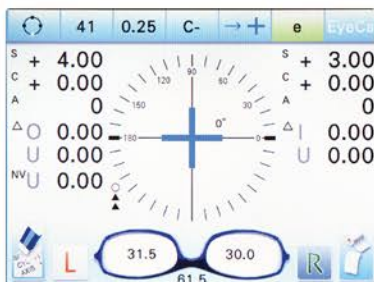 41 0.25 C- e EyeCa
S + 4.00 S + 3.00
C + 0.00 C + 0.00
A 0 A 0
O 0.00 I 0.00
U 0.00 U 0.00
NV U 0.00
90
120 60
150 30
180 0
0°
CYL
AXIS
L 31.5 30.0 R
61.5